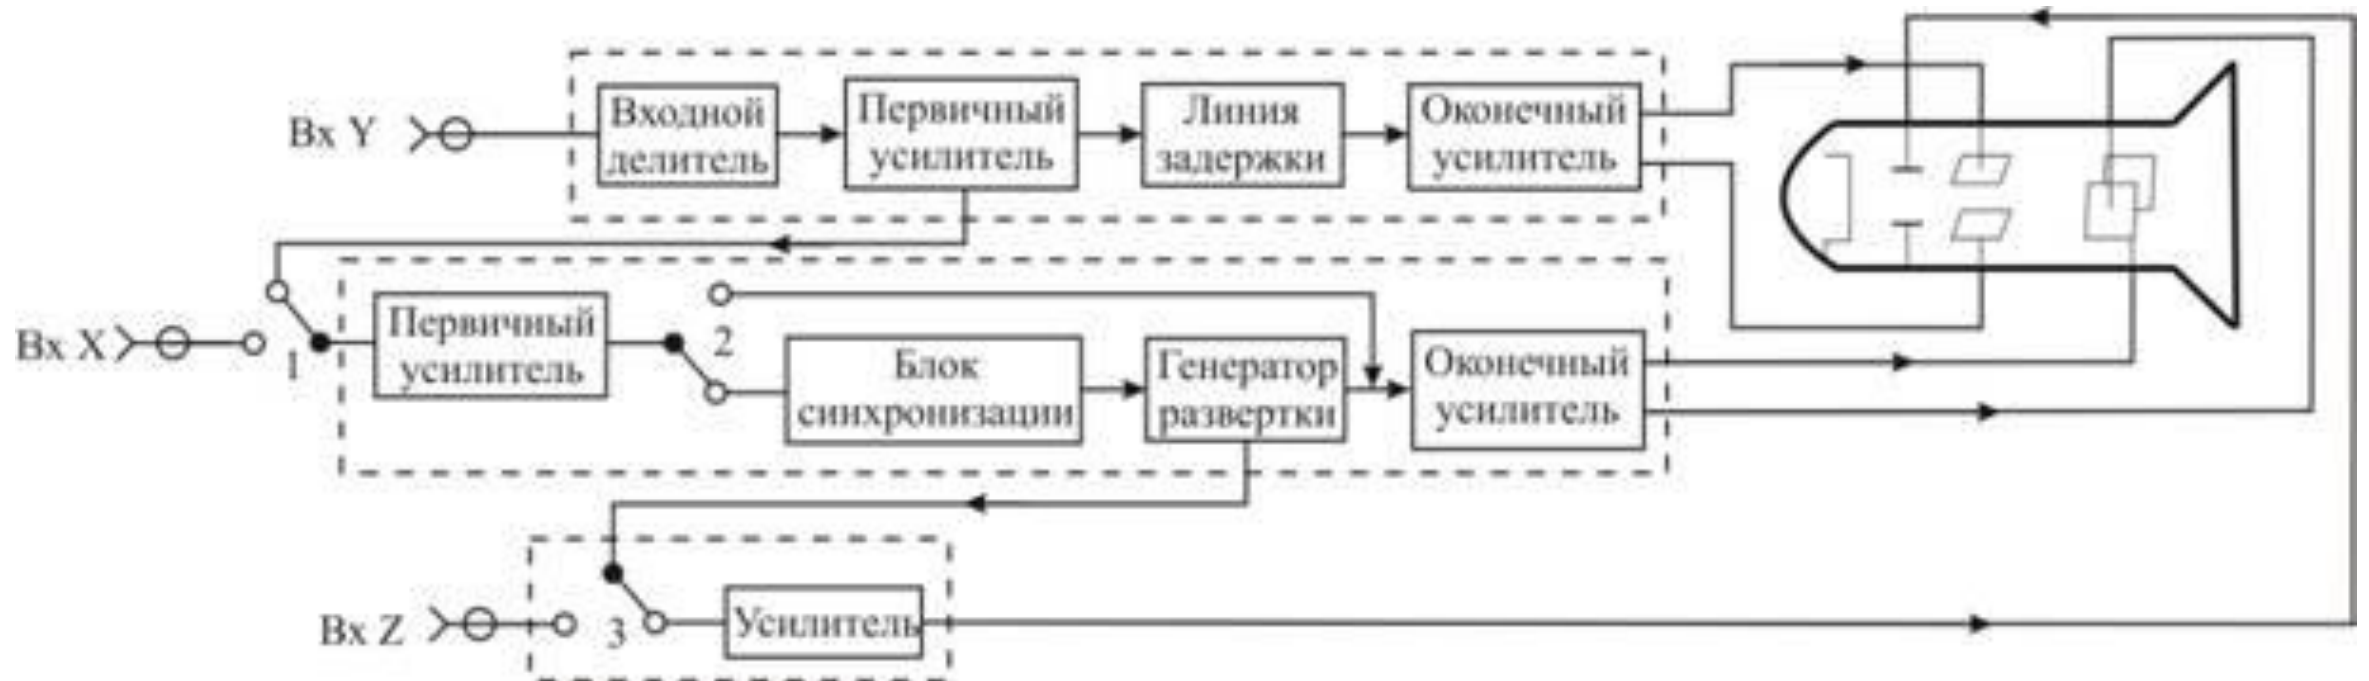 Вх Y
Входной
делитель
Первичный
усилитель
Линия
задержки
Оконечный
усилитель
Вх X
1
Первичный
усилитель
2
Блок
синхронизации
Генератор
развертки
Оконечный
усилитель
Вх Z
3
Усилитель